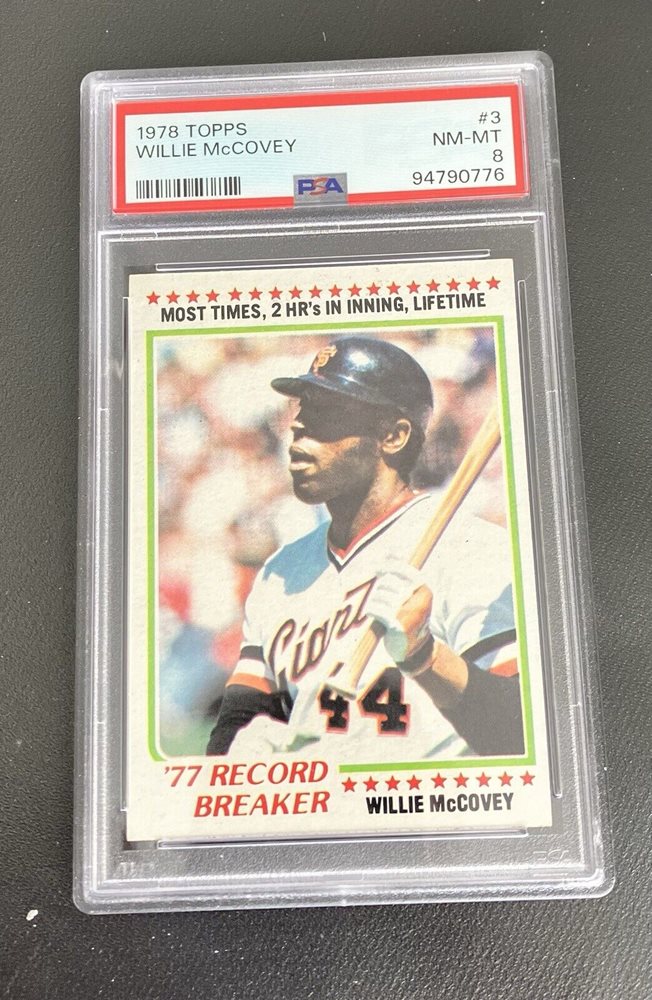 1978 TOPPS
WILLIE McCOVEY
#3
NM-MT
8
94790776
PSA
MOST TIMES, 2 HR's IN INNING, LIFETIME
SF
Giants
44
'77 RECORD
BREAKER
WILLIE McCOVEY